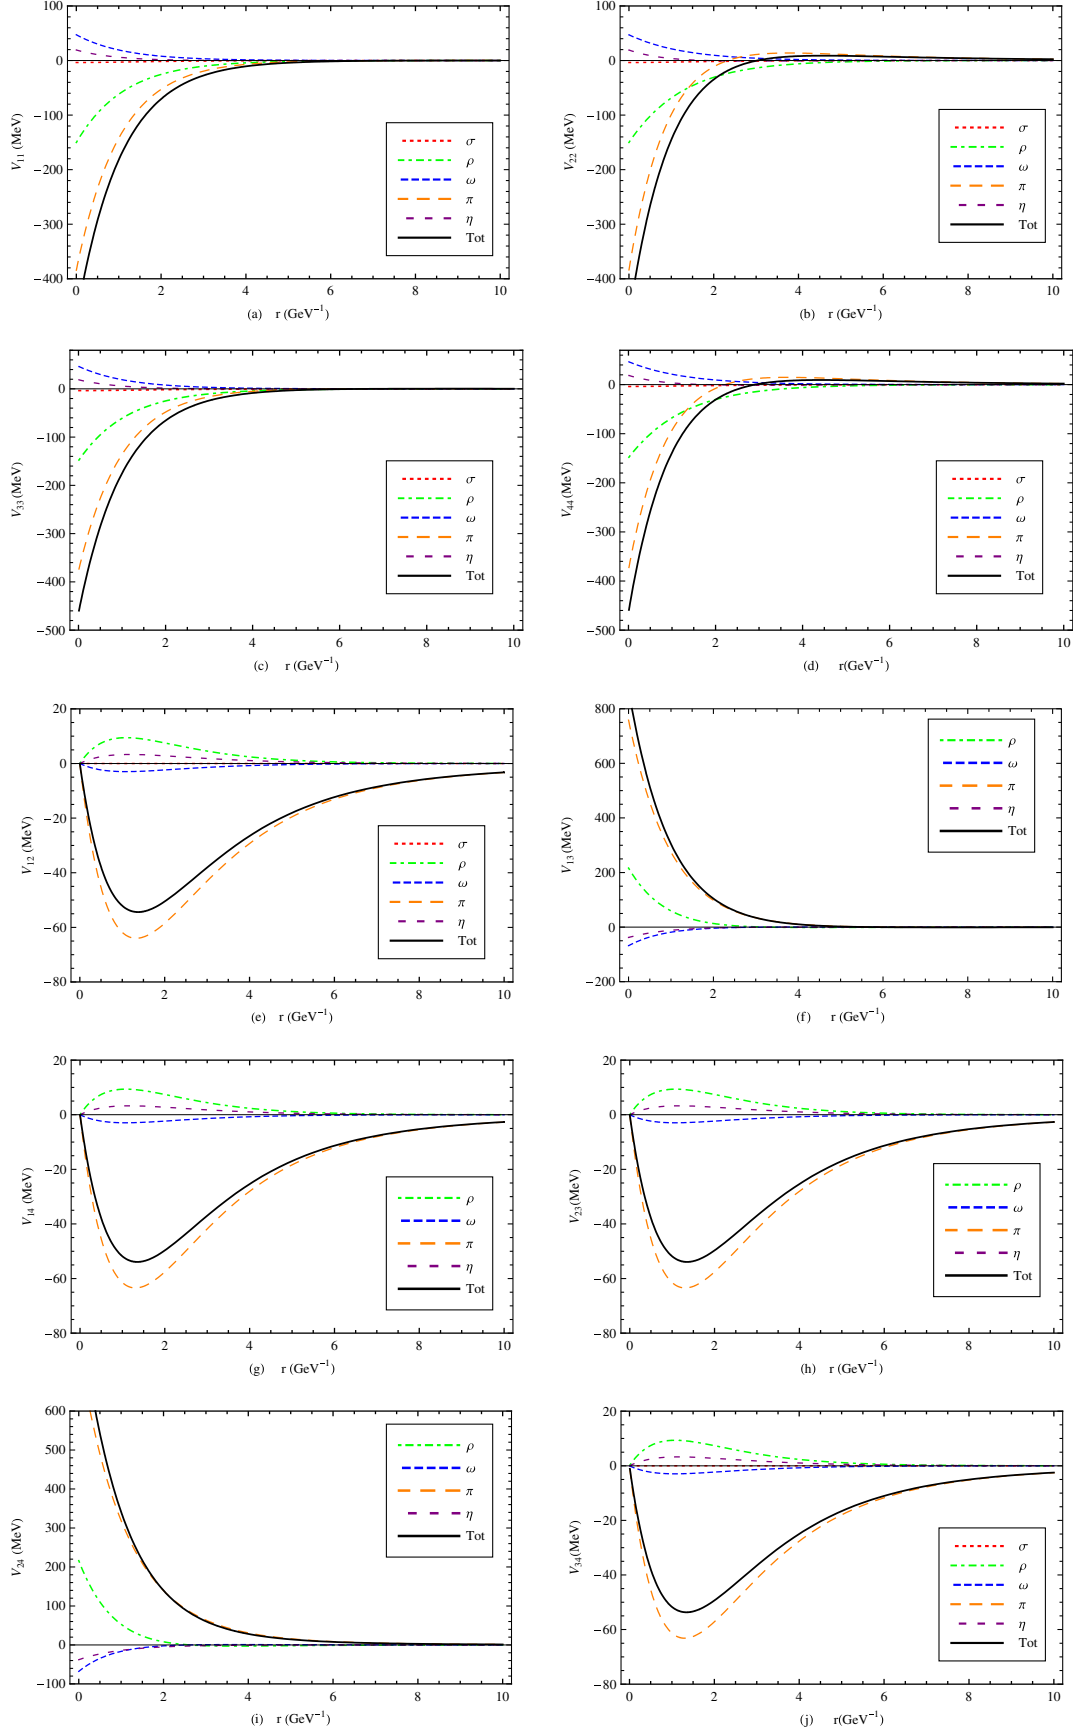 100
0
−100
−200
−300
−400
V11 (MeV)
0 2 4 6 8 10
(a) r (GeV−1)
σ
ρ
ω
π
η
Tot
100
0
−100
−200
−300
−400
V22 (MeV)
0 2 4 6 8 10
(b) r (GeV−1)
σ
ρ
ω
π
η
Tot
0
−100
−200
−300
−400
−500
V33 (MeV)
0 2 4 6 8 10
(c) r (GeV−1)
σ
ρ
ω
π
η
Tot
0
−100
−200
−300
−400
−500
V44 (MeV)
0 2 4 6 8 10
(d) r(GeV−1)
σ
ρ
ω
π
η
Tot
20
0
−20
−40
−60
−80
V12 (MeV)
0 2 4 6 8 10
(e) r (GeV−1)
σ
ρ
ω
π
η
Tot
800
600
400
200
0
−200
V13 (MeV)
0 2 4 6 8 10
(f) r (GeV−1)
ρ
ω
π
η
Tot
20
0
−20
−40
−60
−80
V14 (MeV)
0 2 4 6 8 10
(g) r (GeV−1)
ρ
ω
π
η
Tot
20
0
−20
−40
−60
−80
V23(MeV)
0 2 4 6 8 10
(h) r (GeV−1)
ρ
ω
π
η
Tot
600
500
400
300
200
100
0
−100
V24 (MeV)
0 2 4 6 8 10
(i) r (GeV−1)
ρ
ω
π
η
Tot
20
0
−20
−40
−60
−80
V34(MeV)
0 2 4 6 8 10
(j) r(GeV−1)
σ
ρ
ω
π
η
Tot